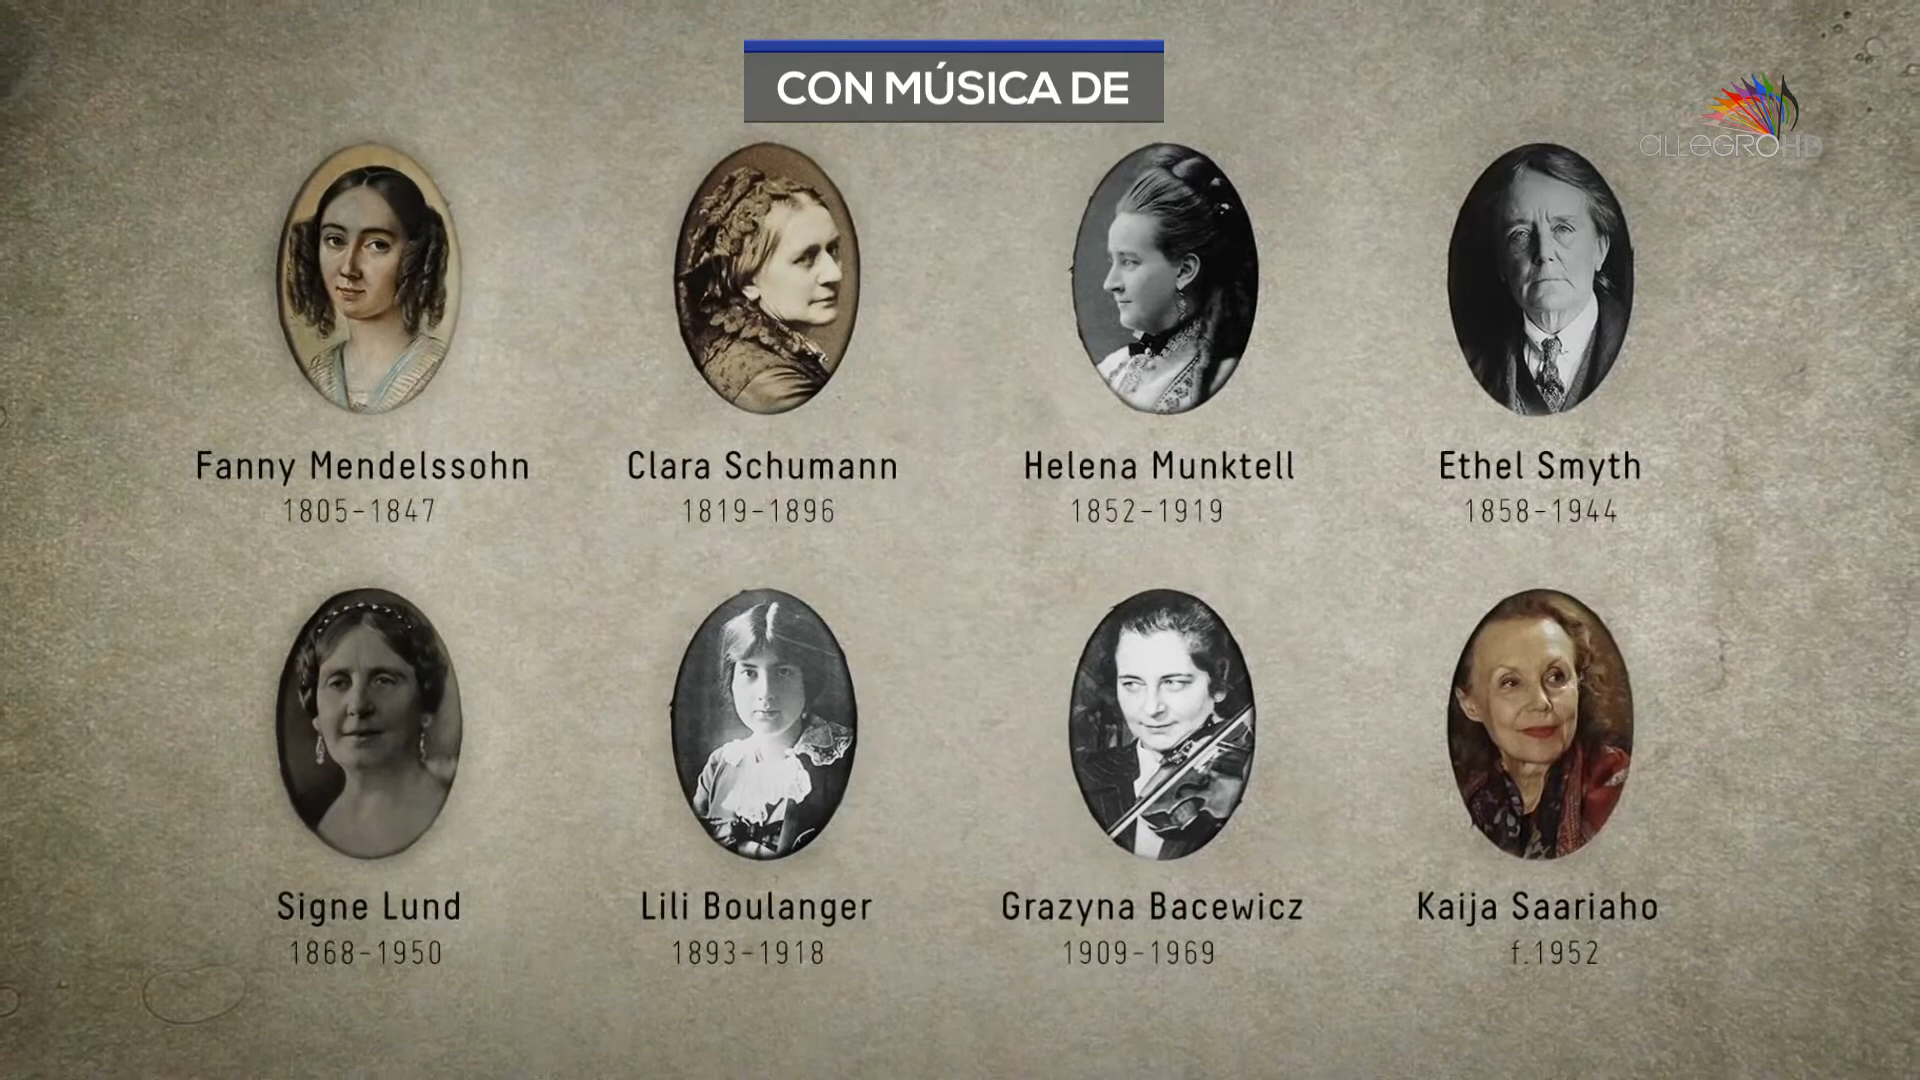 CON MÚSICA DE
ALLEGROHD
Fanny Mendelssohn
1805-1847
Clara Schumann
1819-1896
Helena Munktell
1852-1919
Ethel Smyth
1858-1944
Signe Lund
1868-1950
Lili Boulanger
1893-1918
Grazyna Bacewicz
1909-1969
Kaija Saariaho
f.1952